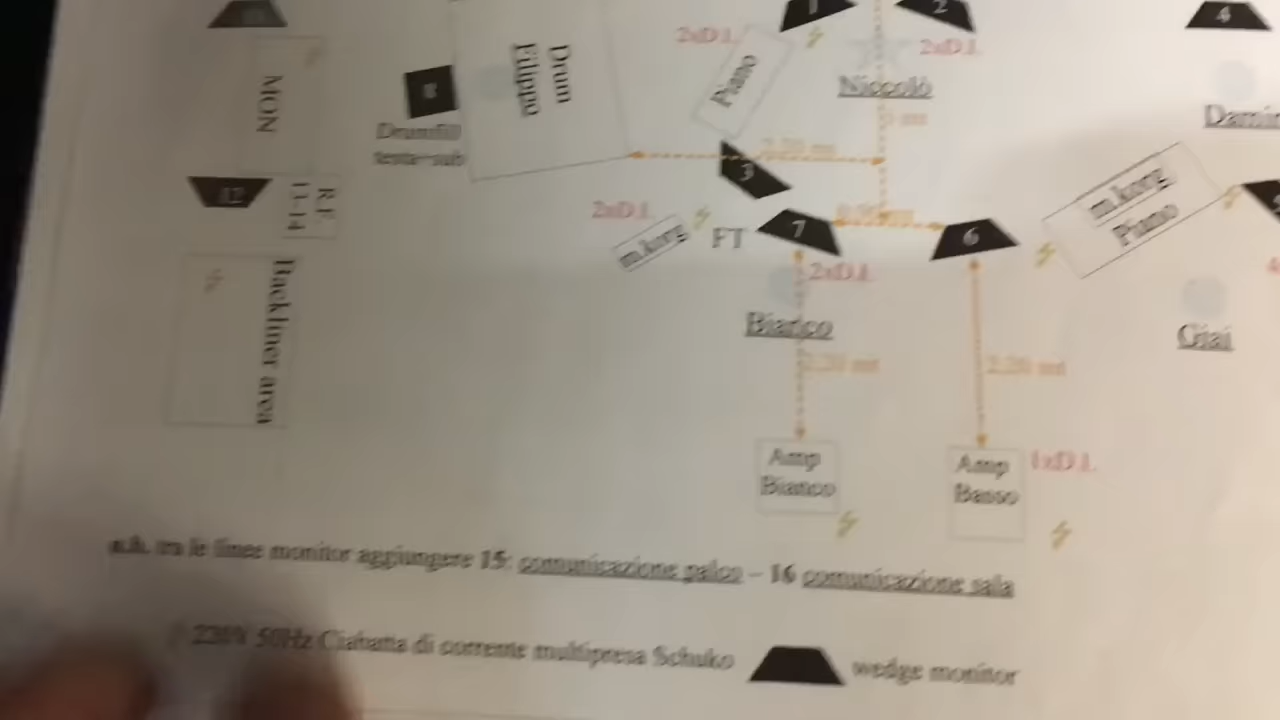 1
2
4
2xD.I.
2xD.I.
Piano
Niccolò
Drum
Filippo
8
MON
Drumfill
testa+sub
3
12
R.F.
13-14
2xD.I.
m.korg
FT
7
6
m.korg
Piano
2xD.I.
Bianco
Giai
Backliner area
2.20 mt
2.20 mt
Amp
Bianco
Amp
Basso
1xD.I.
n.b. tra le linee monitor aggiungere 15: comunicazione palco – 16 comunicazione sala
220V 50Hz Ciabatta di corrente multipresa Schuko
wedge monitor